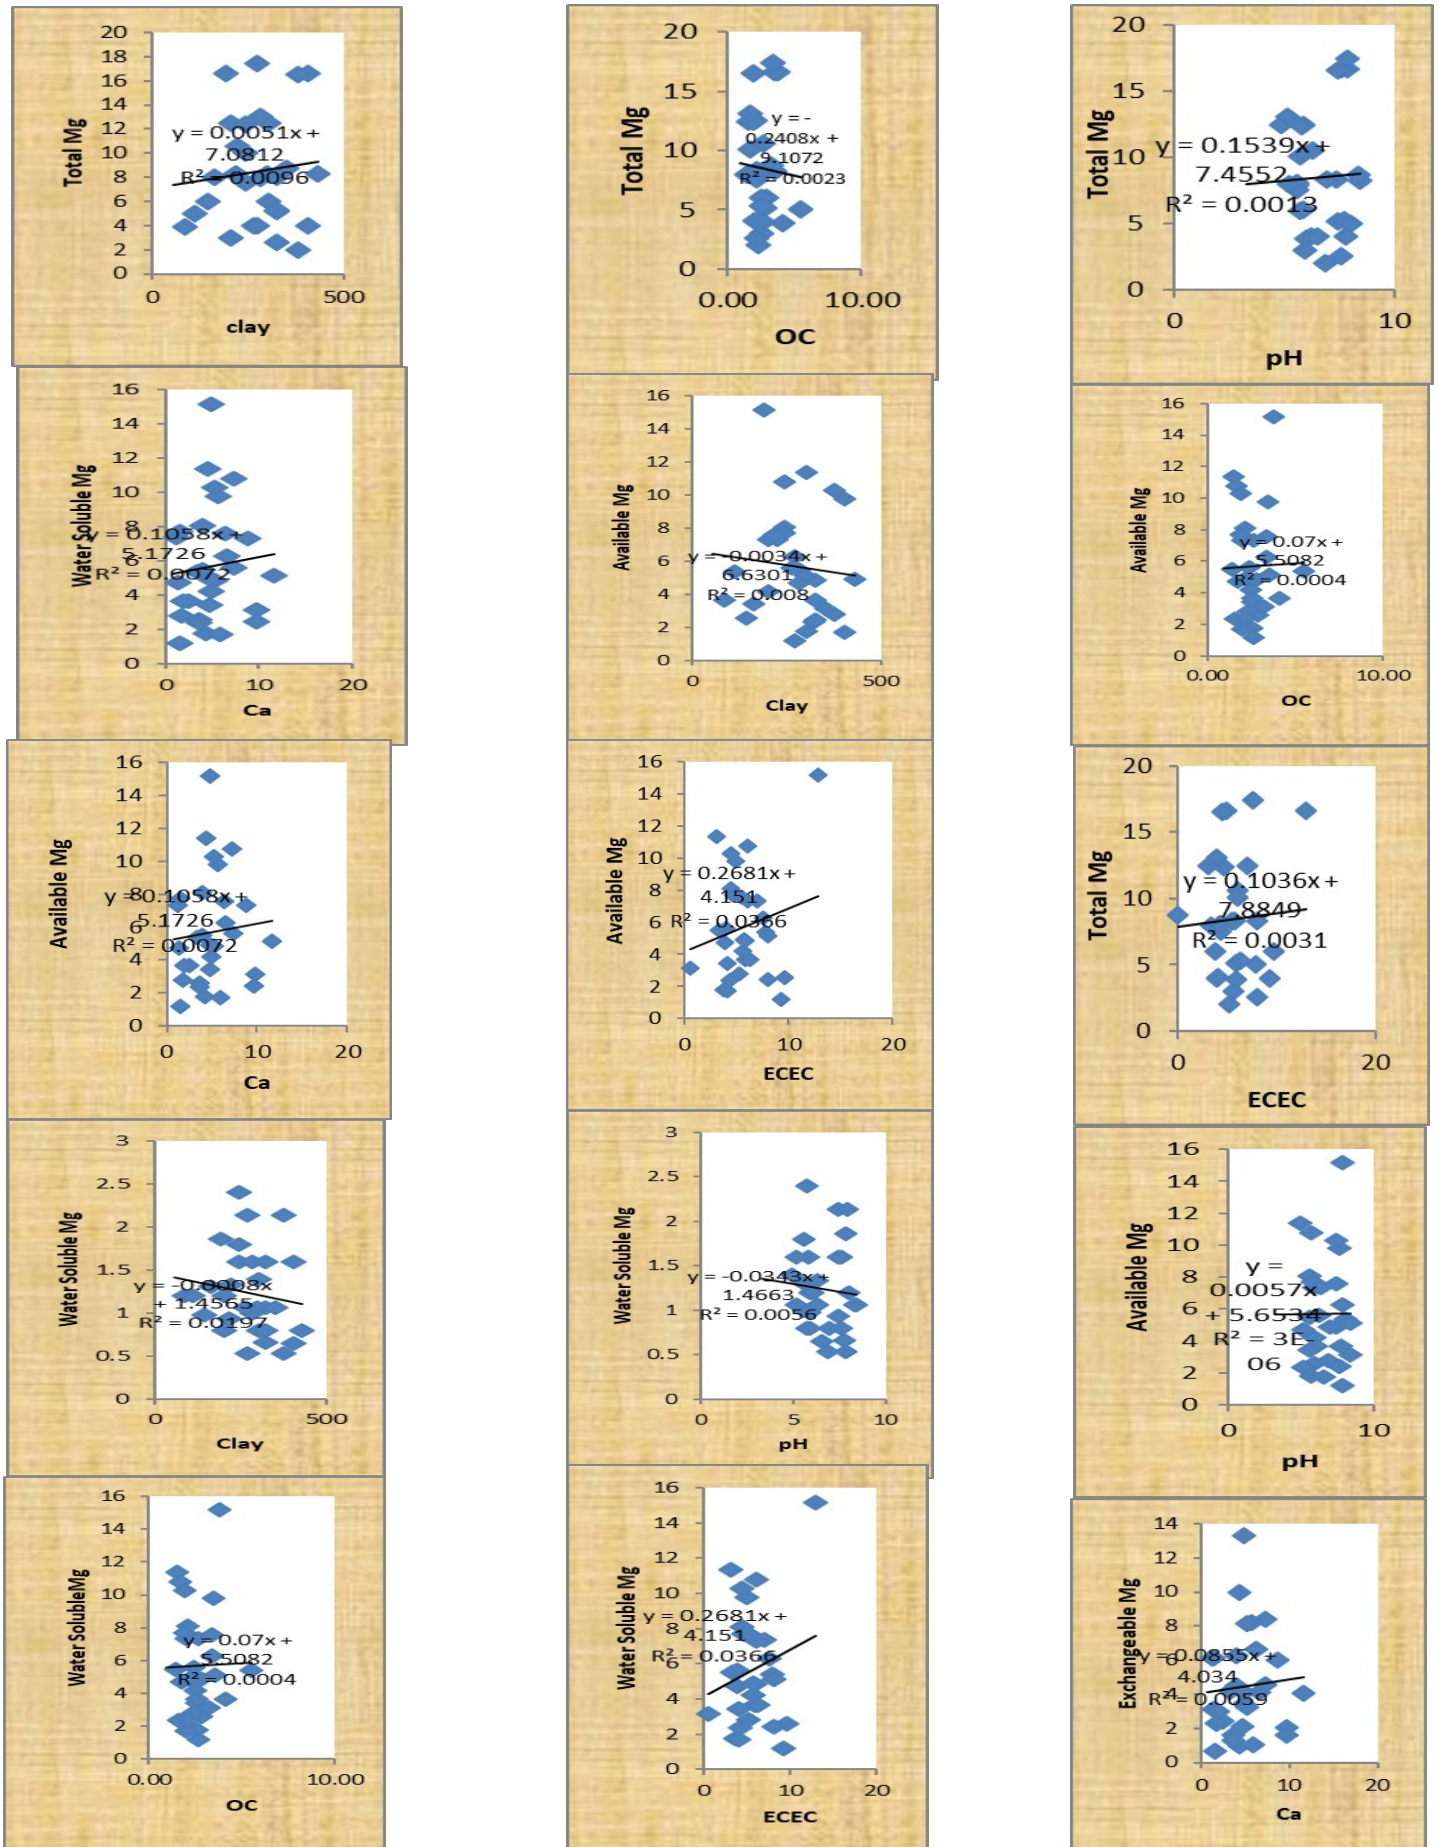 20
18
16
14
12
10
8
6
4
2
0
Total Mg
y = 0.0051x +
7.0812
R² = 0.0096
0 500
clay
20
15
10
5
0
Total Mg
y = -
0.2408x +
9.1072
R² = 0.0023
0.00 10.00
OC
20
15
10
5
0
Total Mg
y = 0.1539x +
7.4552
R² = 0.0013
0 10
pH
16
14
12
10
8
6
4
2
0
Water Soluble Mg
y = 0.1058x +
5.1726
R² = 0.0072
0 10 20
Ca
16
14
12
10
8
6
4
2
0
Available Mg
y = -0.0034x +
6.6301
R² = 0.008
0 500
Clay
16
14
12
10
8
6
4
2
0
Available Mg
y = 0.07x +
5.5082
R² = 0.0004
0.00 10.00
OC
16
14
12
10
8
6
4
2
0
Available Mg
y = 0.1058x +
5.1726
R² = 0.0072
0 10 20
Ca
16
14
12
10
8
6
4
2
0
Available Mg
y = 0.2681x +
4.151
R² = 0.0366
0 10 20
ECEC
20
15
10
5
0
Total Mg
y = 0.1036x +
7.8849
R² = 0.0031
0 20
ECEC
3
2.5
2
1.5
1
0.5
0
Water Soluble Mg
y = -0.0008x
+ 1.4565
R² = 0.0197
0 500
Clay
3
2.5
2
1.5
1
0.5
0
Water Soluble Mg
y = -0.0343x +
1.4663
R² = 0.0056
0 5 10
pH
16
14
12
10
8
6
4
2
0
Available Mg
y =
0.0057x
+ 5.6534
R² = 3E-
06
0 10
pH
16
14
12
10
8
6
4
2
0
Water SolubleMg
y = 0.07x +
5.5082
R² = 0.0004
0.00 10.00
OC
16
14
12
10
8
6
4
2
0
Water Soluble Mg
y = 0.2681x +
4.151
R² = 0.0366
0 10 20
ECEC
14
12
10
8
6
4
2
0
Exchangeable Mg
y = 0.0855x +
4.034
R² = 0.0059
0 10 20
Ca